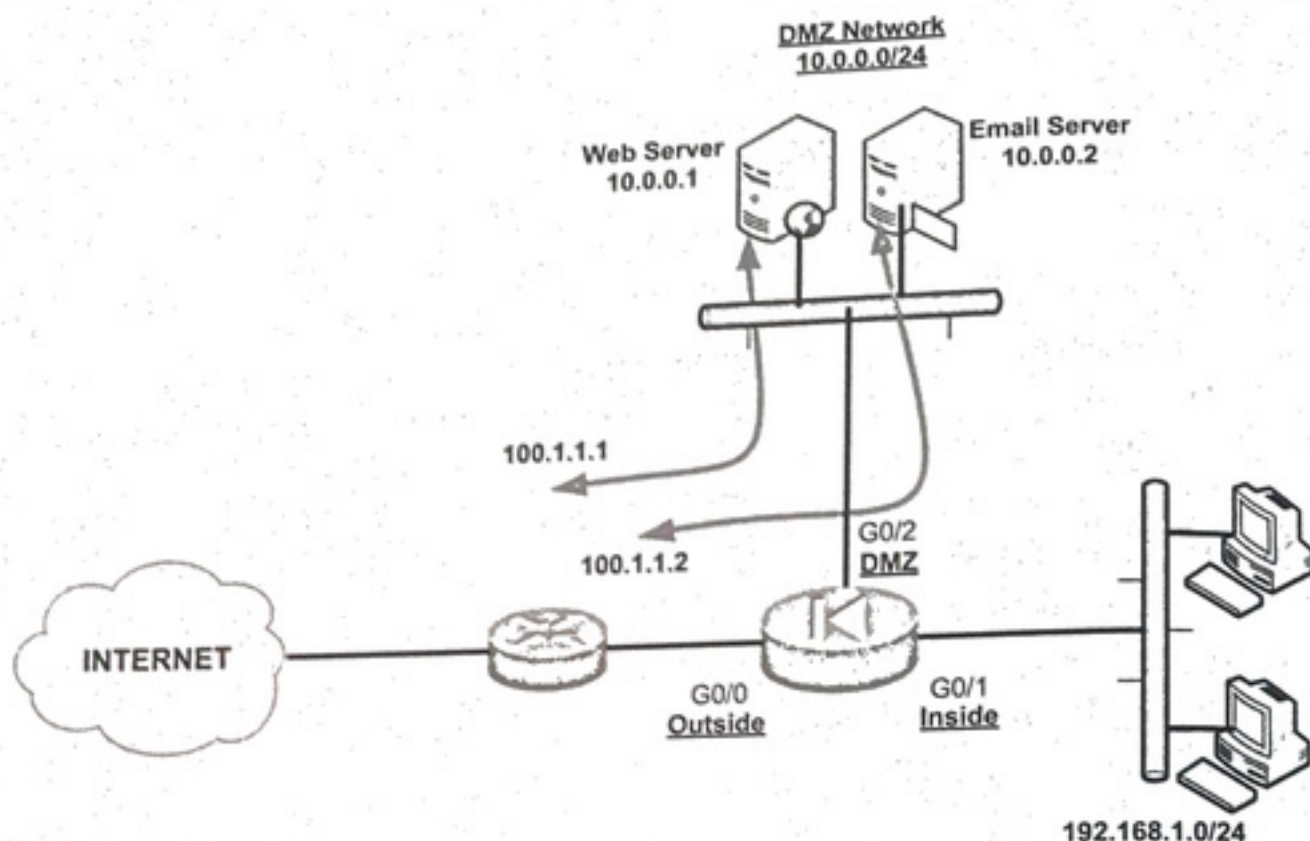 DMZ Network
10.0.0.0/24
Web Server
10.0.0.1
Email Server
10.0.0.2
100.1.1.1
100.1.1.2
G0/2
DMZ
INTERNET
G0/0
Outside
G0/1
Inside
192.168.1.0/24